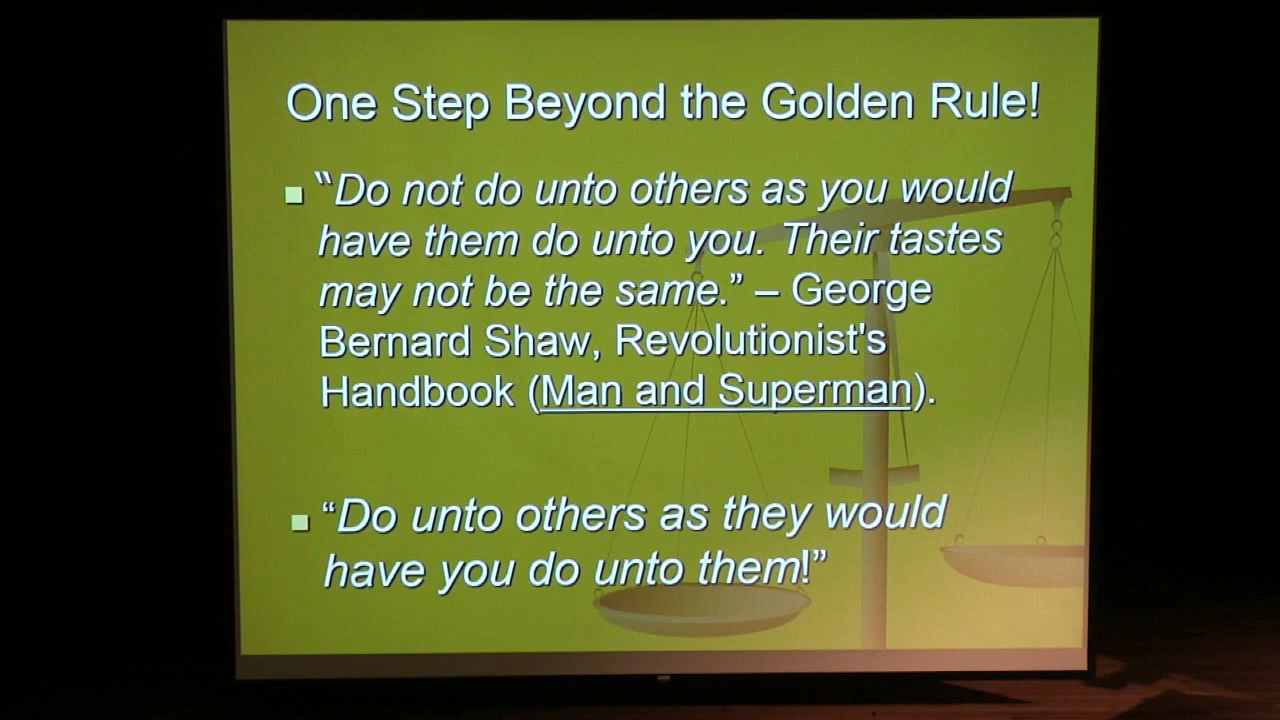 One Step Beyond the Golden Rule!
"Do not do unto others as you would
have them do unto you. Their tastes
may not be the same.” – George
Bernard Shaw, Revolutionist's
Handbook (Man and Superman).
“Do unto others as they would
have you do unto them!”